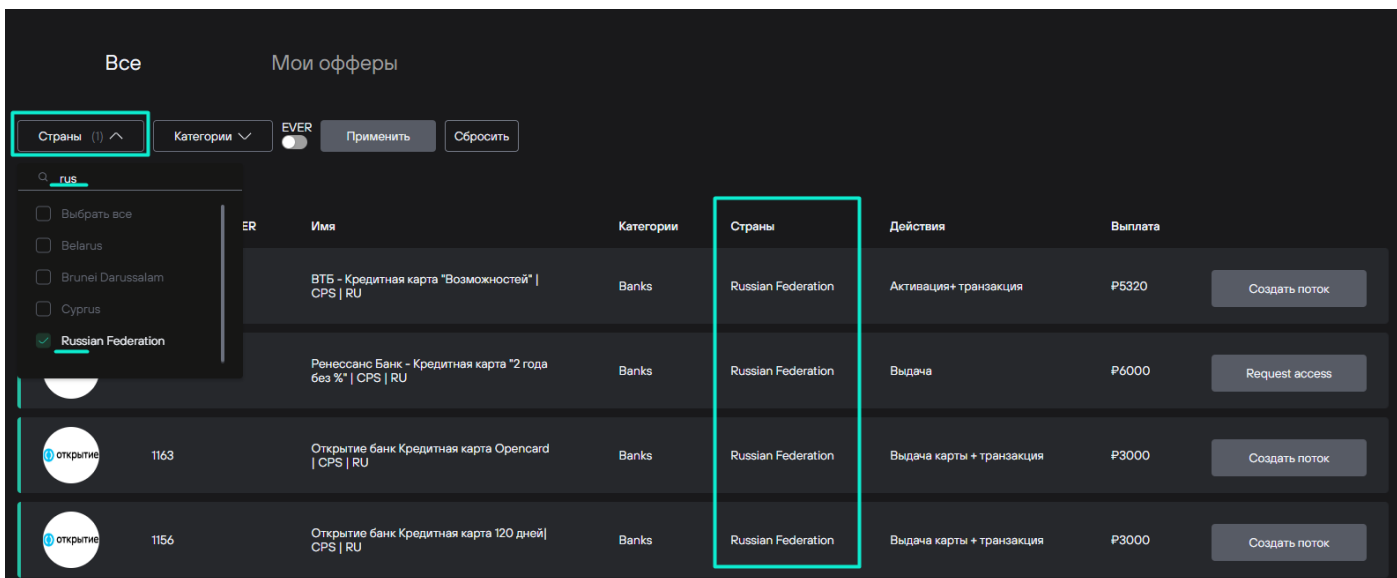 Все
Мои офферы
Страны (1)
Категории
EVER
Применить
Сбросить
rus
Выбрать все
Belarus
Brunei Darussalam
Cyprus
Russian Federation
ER
Имя
Категории
Страны
Действия
Выплата
ВТБ - Кредитная карта "Возможностей" |
CPS | RU
Banks
Russian Federation
Активация+ транзакция
₽5320
Создать поток
Ренессанс Банк - Кредитная карта "2 года
без %" | CPS | RU
Banks
Russian Federation
Выдача
₽6000
Request access
открытие
1163
Открытие банк Кредитная карта Opencard
| CPS | RU
Banks
Russian Federation
Выдача карты + транзакция
₽3000
Создать поток
открытие
1156
Открытие банк Кредитная карта 120 дней|
CPS | RU
Banks
Russian Federation
Выдача карты + транзакция
₽3000
Создать поток